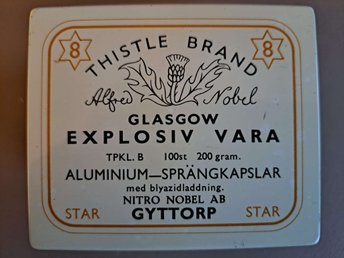 8 THISTLE BRAND 8
Alfred Nobel
GLASGOW
EXPLOSIV VARA
TPKL. B 100st 200 gram.
ALUMINIUM—SPRÄNGKAPSLAR
med blyazidladdning.
NITRO NOBEL AB
STAR GYTTORP STAR